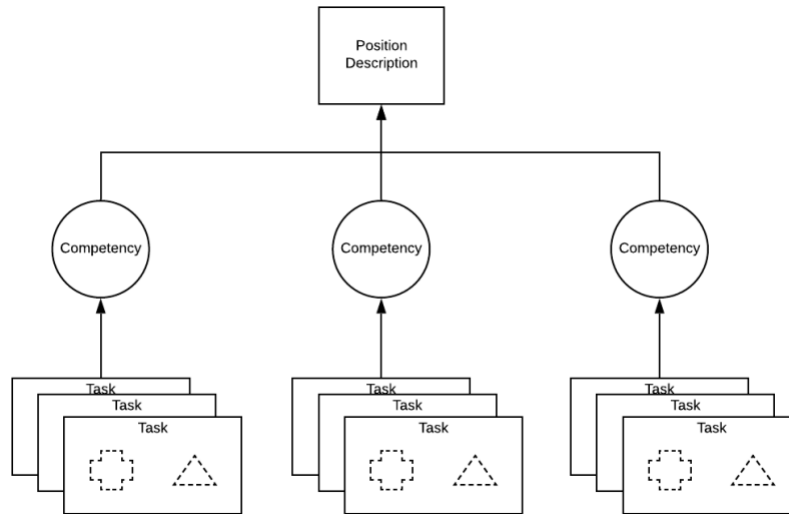 Position
Description
Competency
Competency
Competency
Task
Task
Task
Task
Task
Task
Task
Task
Task